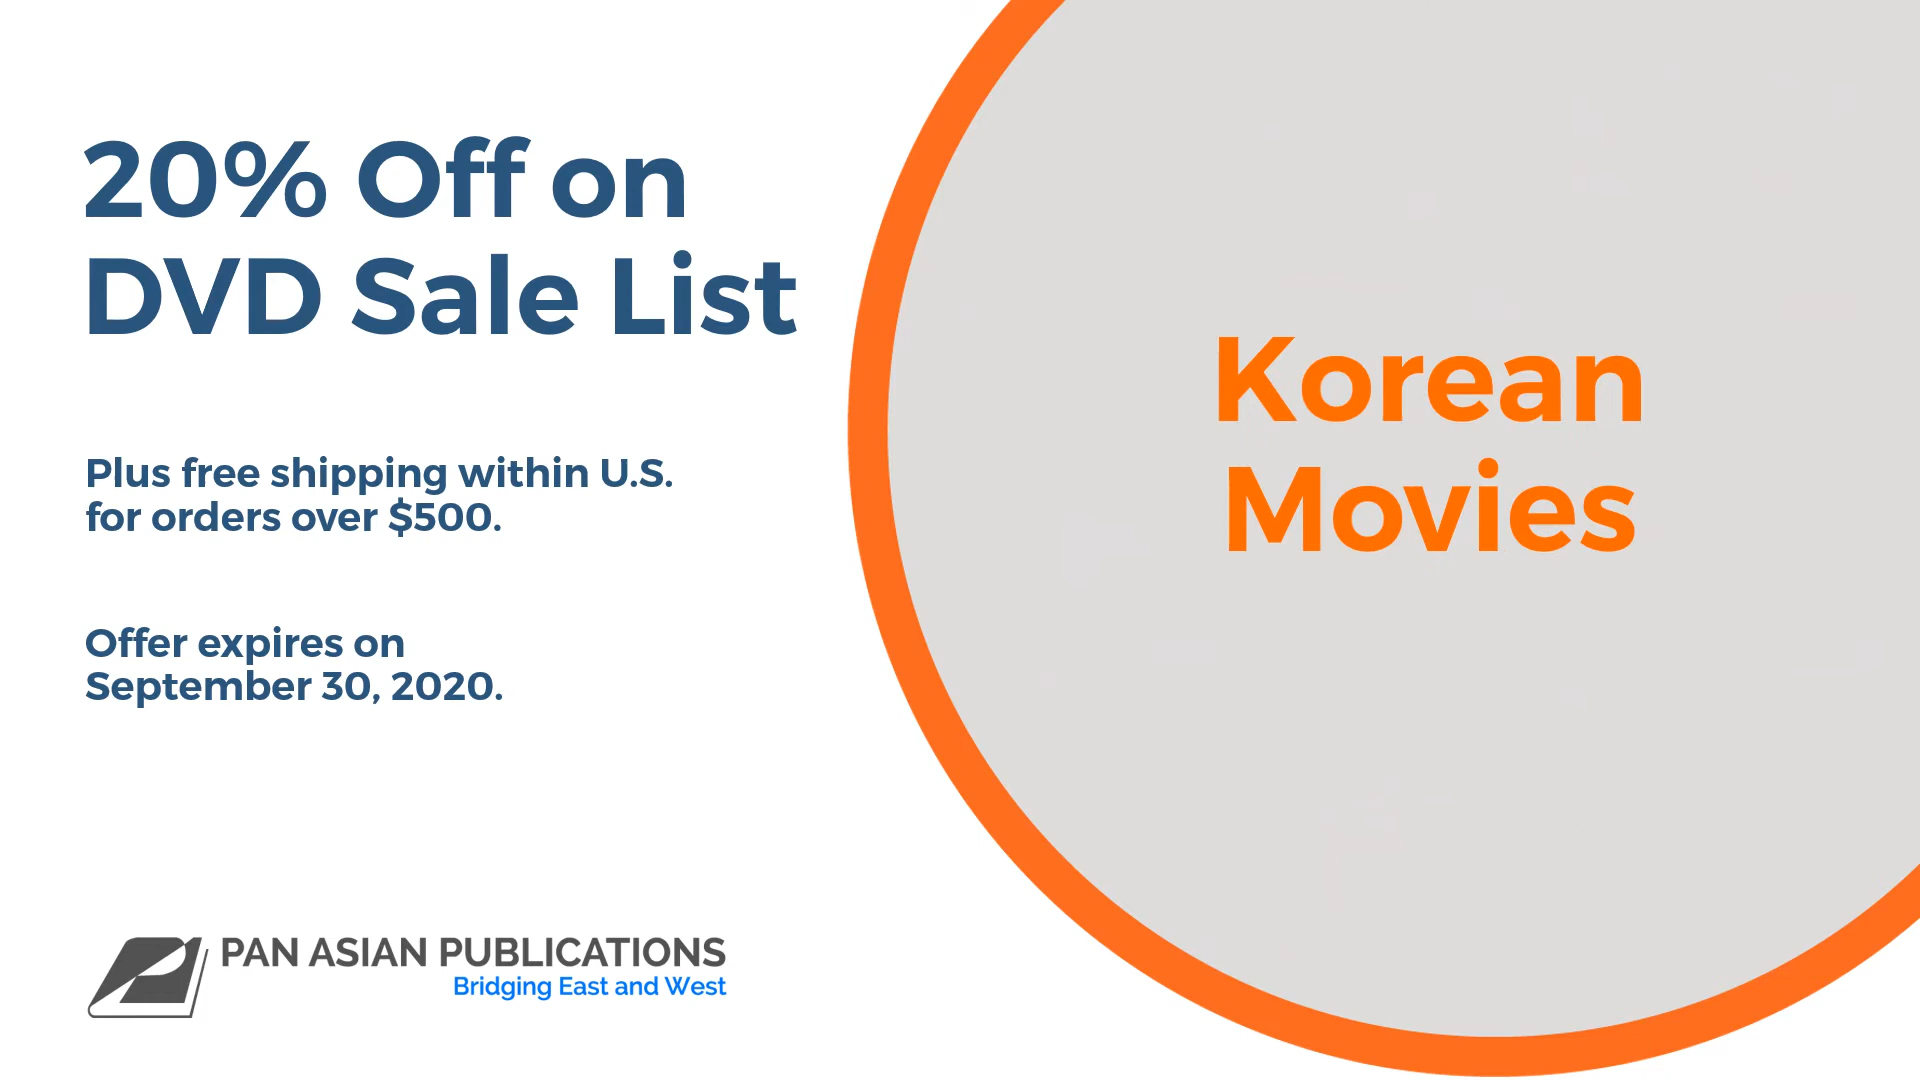 20% Off on
DVD Sale List
Plus free shipping within U.S.
for orders over $500.
Offer expires on
September 30, 2020.
PAN ASIAN PUBLICATIONS
Bridging East and West
Korean
Movies